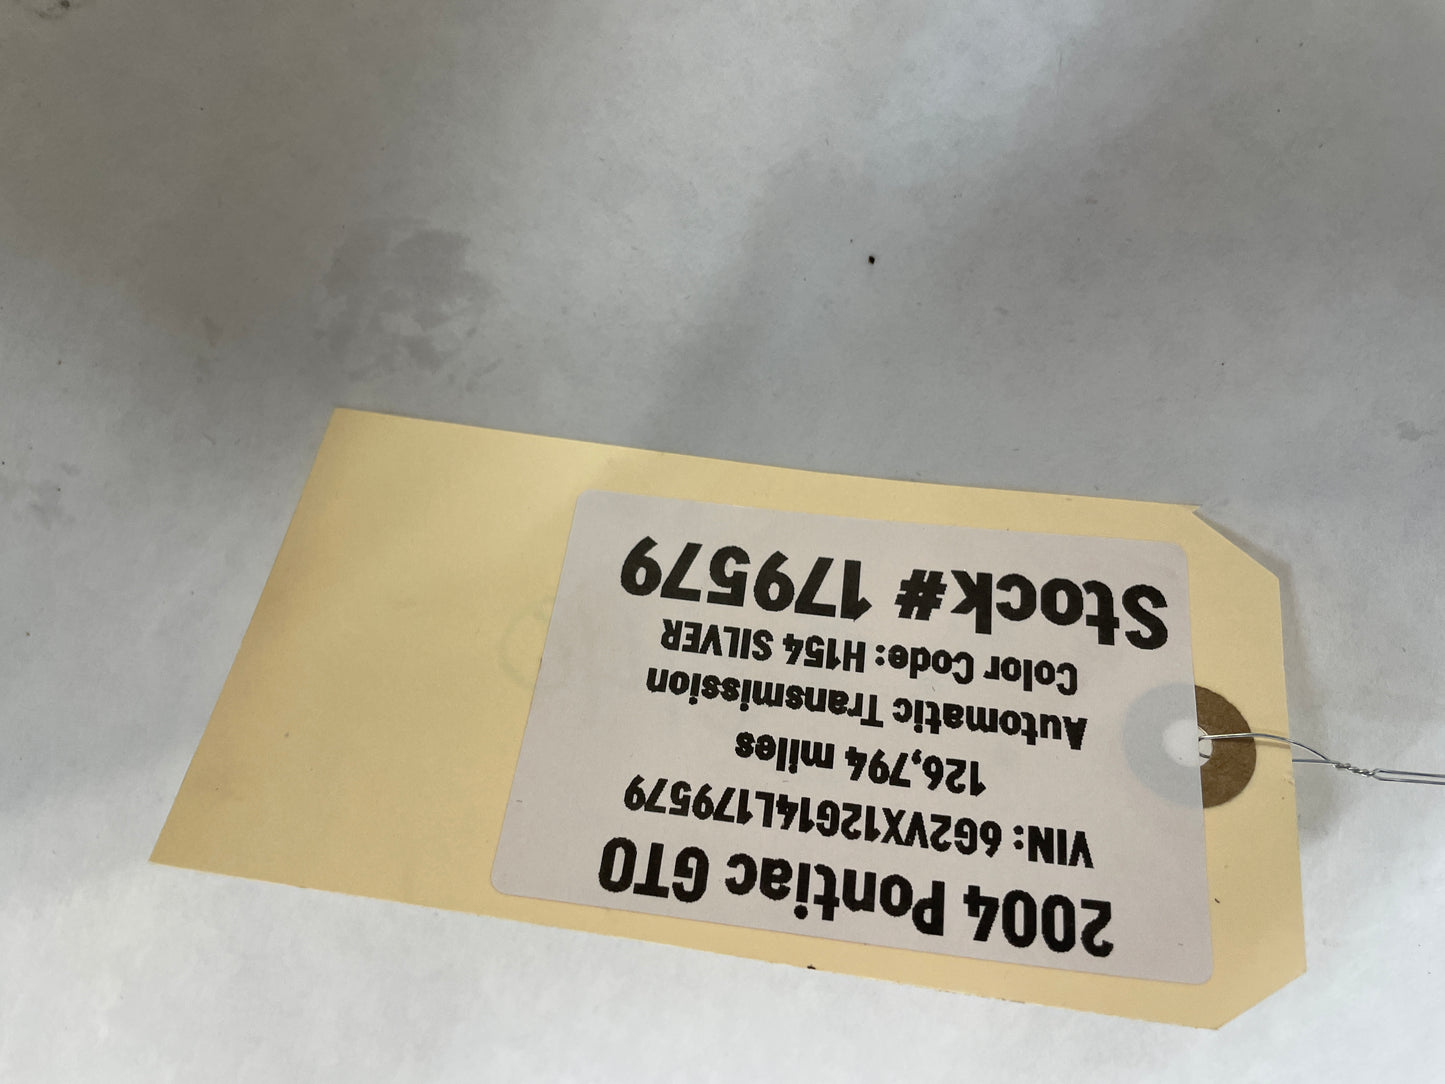 2004 Pontiac GTO
VIN: 6G2VX12G14L179579
126,794 miles
Automatic Transmission
Color Code: H154 SILVER
Stock# 179579